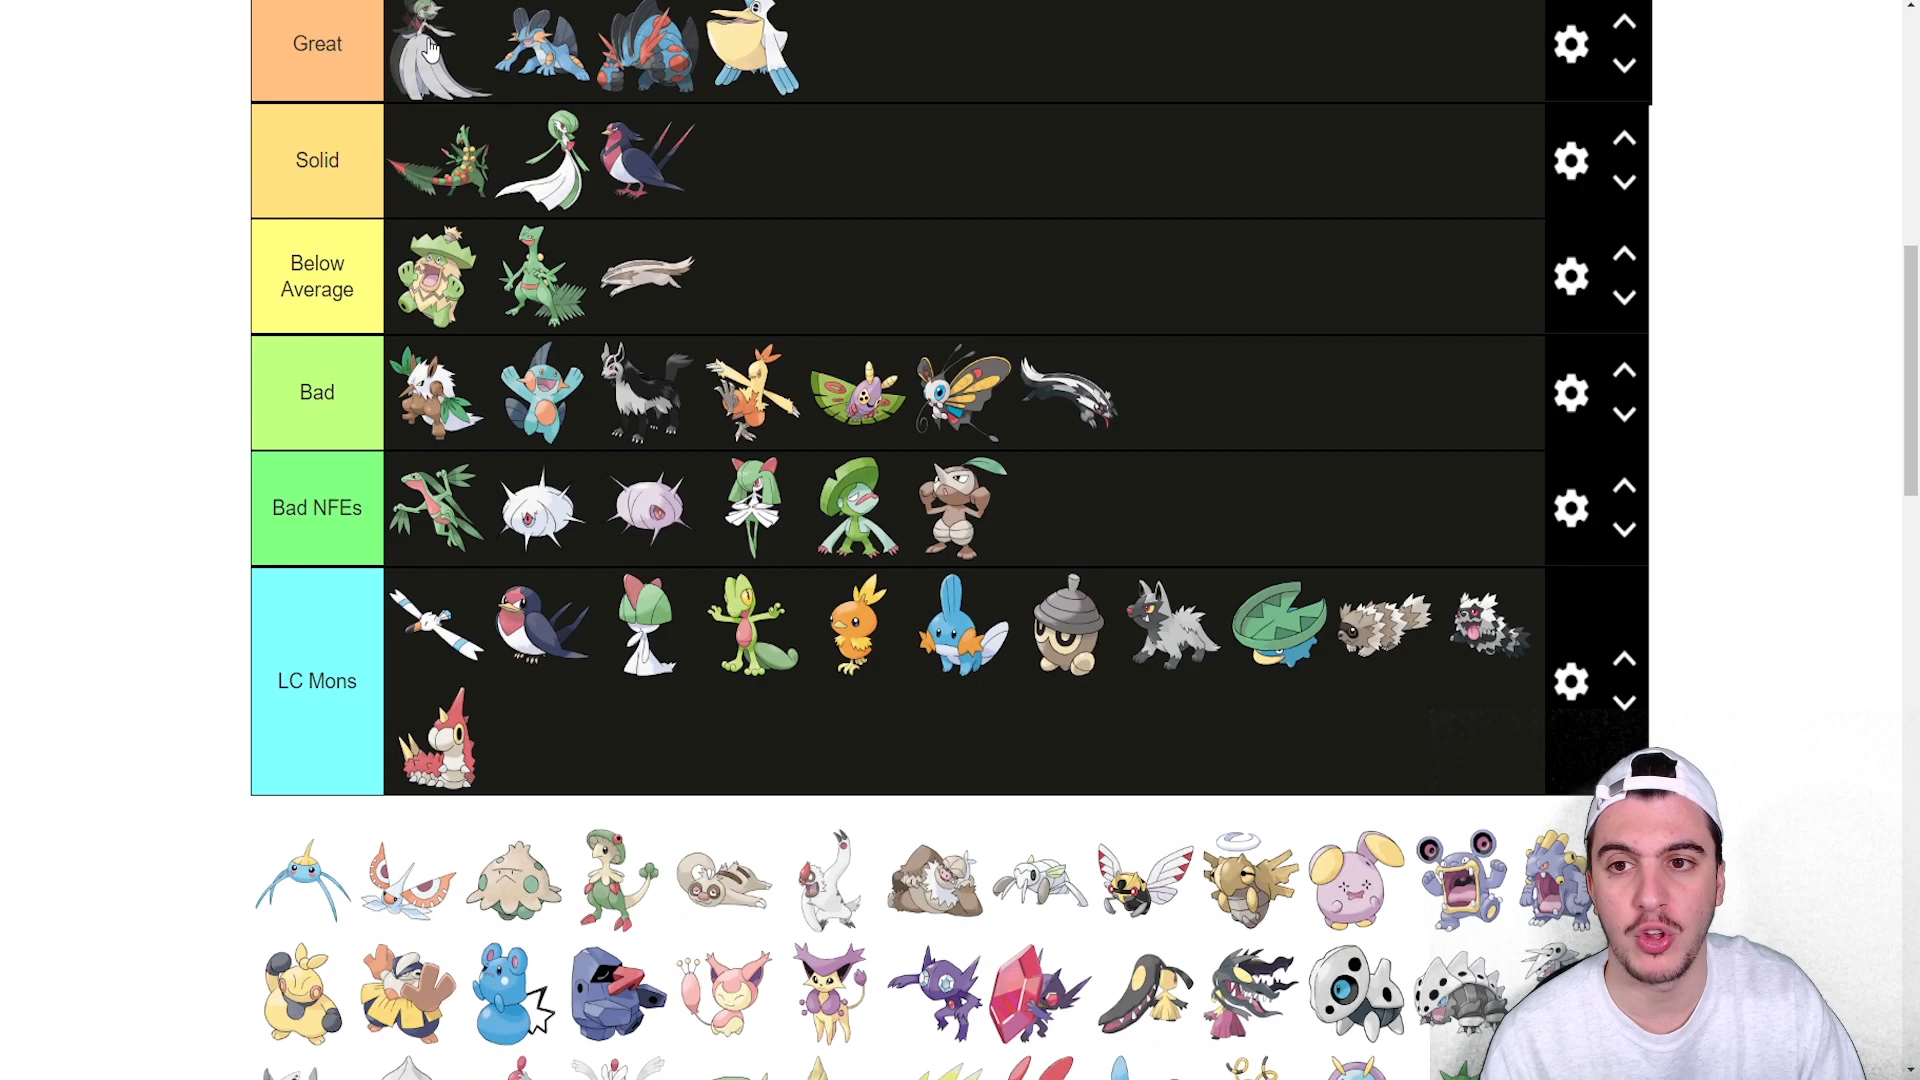 Great
Solid
Below
Average
Bad
Bad NFEs
LC Mons